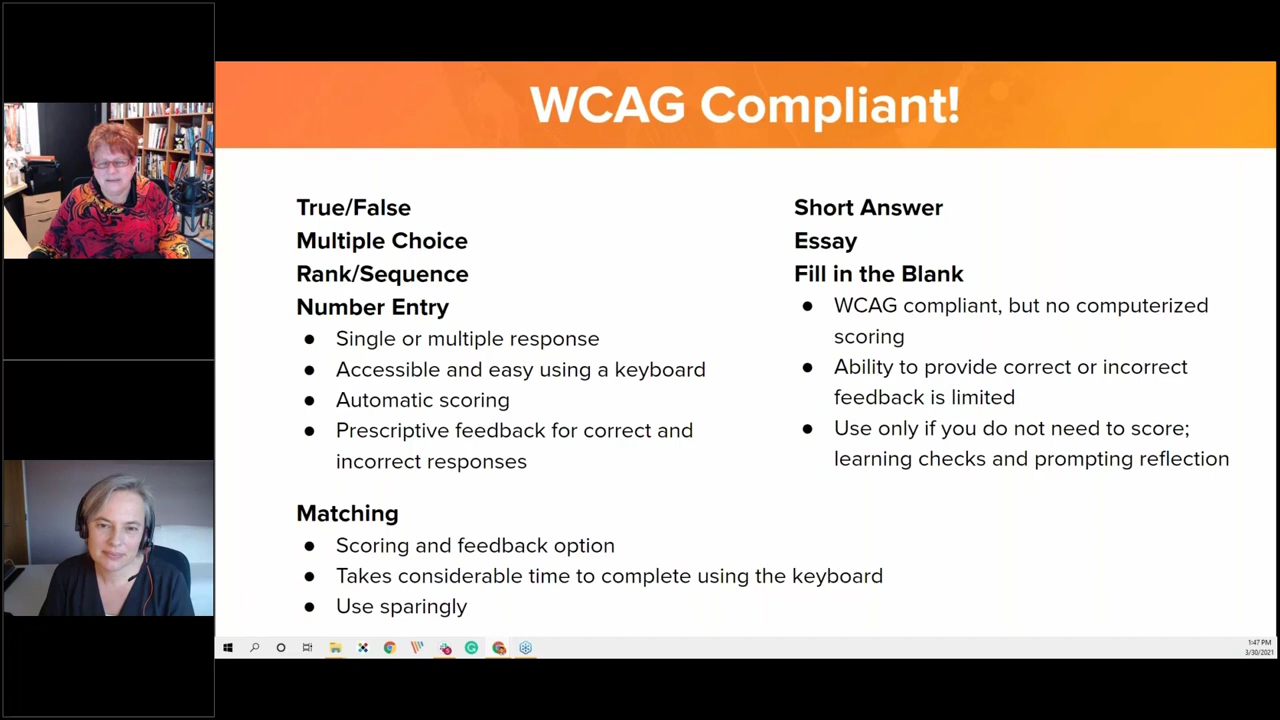 WCAG Compliant!
True/False
Multiple Choice
Rank/Sequence
Number Entry
● Single or multiple response
● Accessible and easy using a keyboard
● Automatic scoring
● Prescriptive feedback for correct and
incorrect responses
Matching
● Scoring and feedback option
● Takes considerable time to complete using the keyboard
● Use sparingly
Short Answer
Essay
Fill in the Blank
● WCAG compliant, but no computerized
scoring
● Ability to provide correct or incorrect
feedback is limited
● Use only if you do not need to score;
learning checks and prompting reflection
1:47 PM
3/30/2021